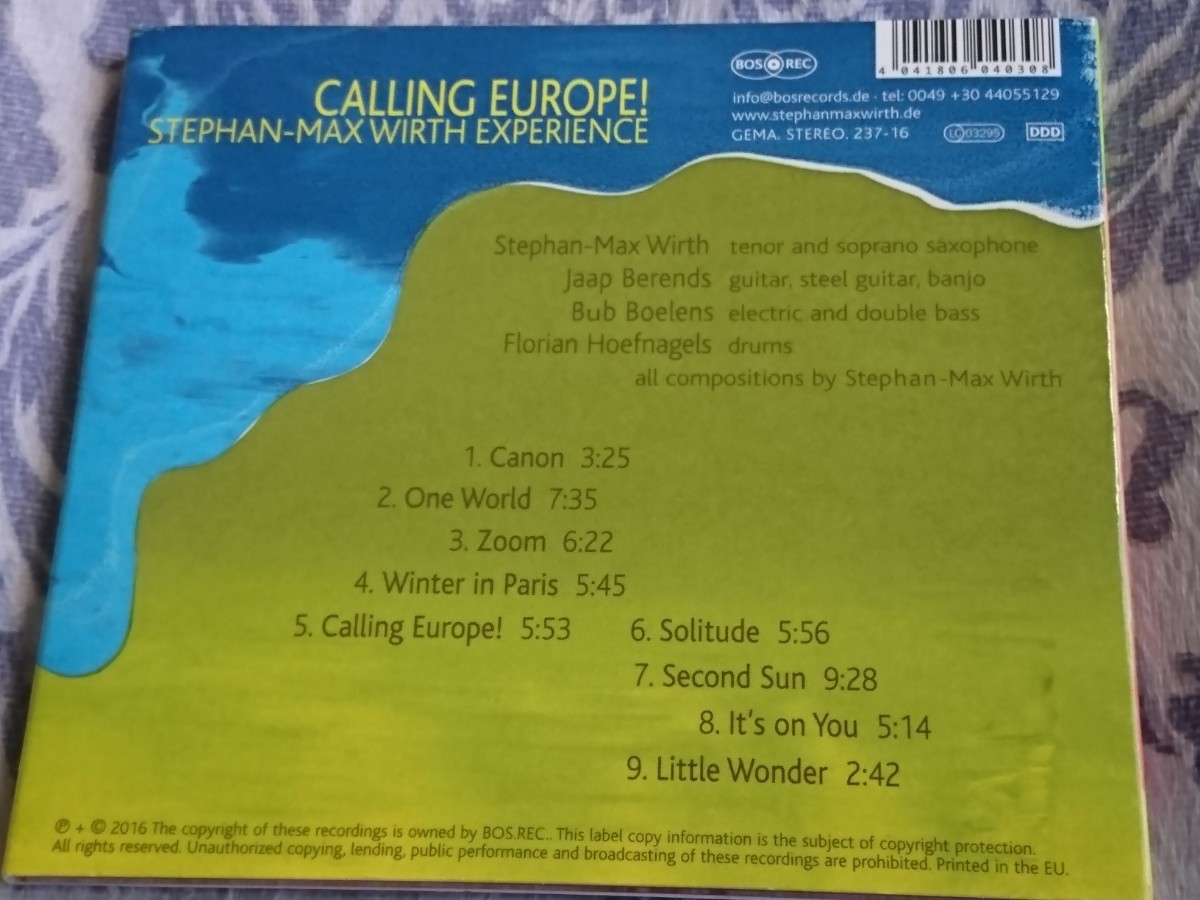 CALLING EUROPE!
STEPHAN-MAX WIRTH EXPERIENCE
BOS REC
4 041806 040308
info@bosrecords.de · tel: 0049 +30 44055129
www.stephanmaxwirth.de
GEMA. STEREO. 237-16 LC 03295 DDD
Stephan-Max Wirth tenor and soprano saxophone
Jaap Berends guitar, steel guitar, banjo
Bub Boelens electric and double bass
Florian Hoefnagels drums
all compositions by Stephan-Max Wirth
1. Canon 3:25
2. One World 7:35
3. Zoom 6:22
4. Winter in Paris 5:45
5. Calling Europe! 5:53
6. Solitude 5:56
7. Second Sun 9:28
8. It's on You 5:14
9. Little Wonder 2:42
℗ + © 2016 The copyright of these recordings is owned by BOS.REC.. This label copy information is the subject of copyright protection.
All rights reserved. Unauthorized copying, lending, public performance and broadcasting of these recordings are prohibited. Printed in the EU.